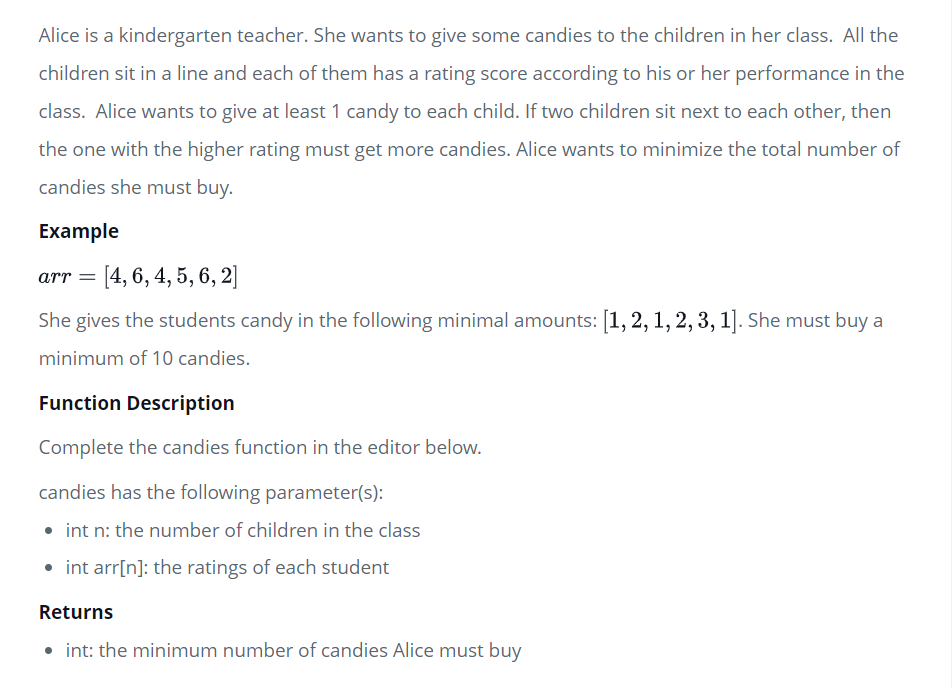 Alice is a kindergarten teacher. She wants to give some candies to the children in her class.  All the
children sit in a line and each of them has a rating score according to his or her performance in the
class.  Alice wants to give at least 1 candy to each child. If two children sit next to each other, then
the one with the higher rating must get more candies. Alice wants to minimize the total number of
candies she must buy.
Example
arr = [4, 6, 4, 5, 6, 2]
She gives the students candy in the following minimal amounts: [1, 2, 1, 2, 3, 1]. She must buy a
minimum of 10 candies.
Function Description
Complete the candies function in the editor below.
candies has the following parameter(s):
• int n: the number of children in the class
• int arr[n]: the ratings of each student
Returns
• int: the minimum number of candies Alice must buy